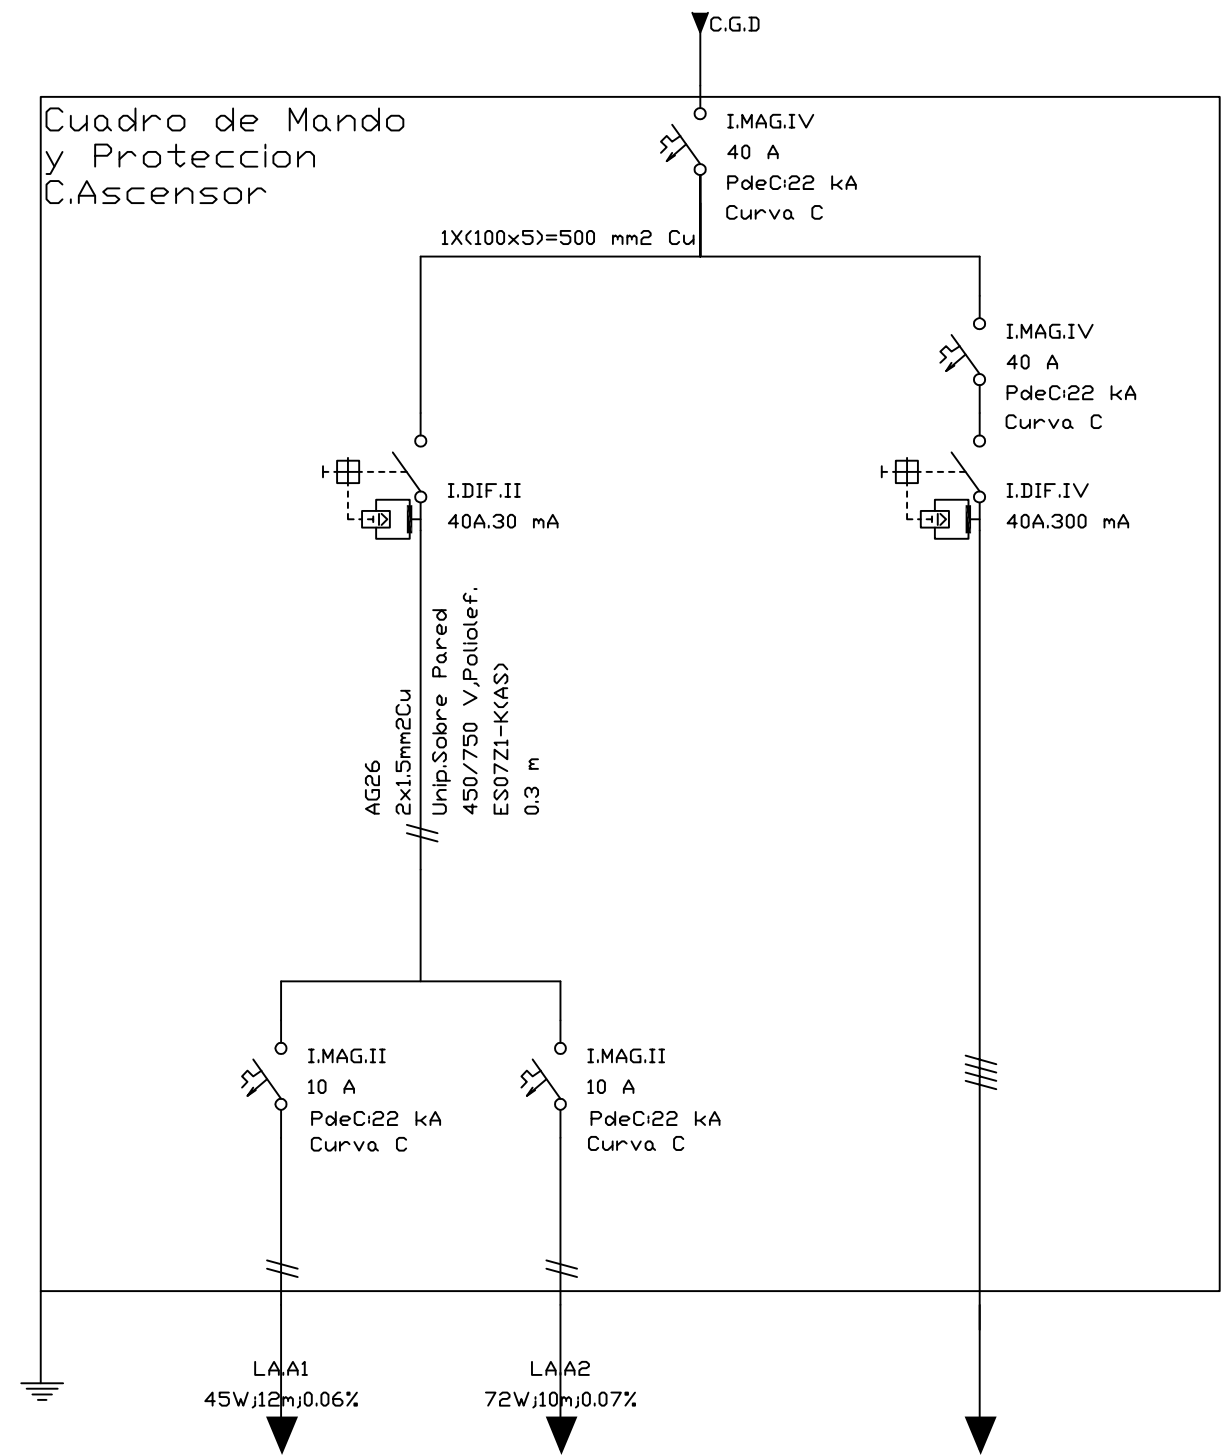 C.G.D
Cuadro de Mando
y Proteccion
C.Ascensor
I.MAG.IV
40 A
PdeC:22 kA
Curva C
1X(100x5)=500 mm2 Cu
I.MAG.IV
40 A
PdeC:22 kA
Curva C
I.DIF.II
40A.30 mA
I.DIF.IV
40A.300 mA
AG26
2x1.5mm2Cu
Unip.Sobre Pared
450/750 V,Poliolef.
ES07Z1-K(AS)
0.3 m
I.MAG.II
10 A
PdeC:22 kA
Curva C
I.MAG.II
10 A
PdeC:22 kA
Curva C
LA.A1
45W;12m;0.06%
LA.A2
72W;10m;0.07%